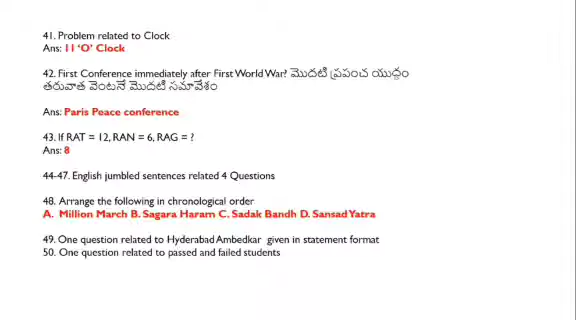 41. Problem related to Clock
Ans: 11 ‘O’ Clock
42. First Conference immediately after First World War? మొదటి ప్రపంచ యుద్ధం
తరువాత వెంటనే మొదటి సమావేశం
Ans: Paris Peace conference
43. If RAT = 12, RAN = 6, RAG = ?
Ans: 8
44-47. English jumbled sentences related 4 Questions
48. Arrange the following in chronological order
A. Million March B. Sagara Haram C. Sadak Bandh D. Sansad Yatra
49. One question related to Hyderabad Ambedkar given in statement format
50. One question related to passed and failed students